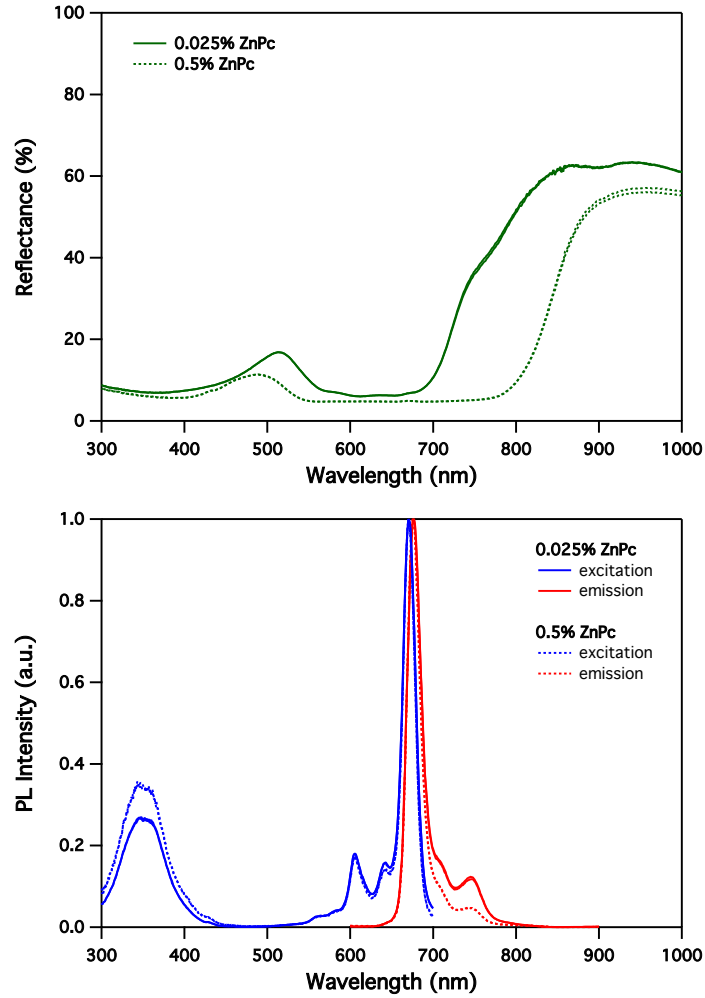 100
80
60
40
20
0
Reflectance (%)
0.025% ZnPc
0.5% ZnPc
300 400 500 600 700 800 900 1000
Wavelength (nm)
1.0
0.8
0.6
0.4
0.2
0.0
PL Intensity (a.u.)
0.025% ZnPc
excitation
emission
0.5% ZnPc
excitation
emission
300 400 500 600 700 800 900 1000
Wavelength (nm)